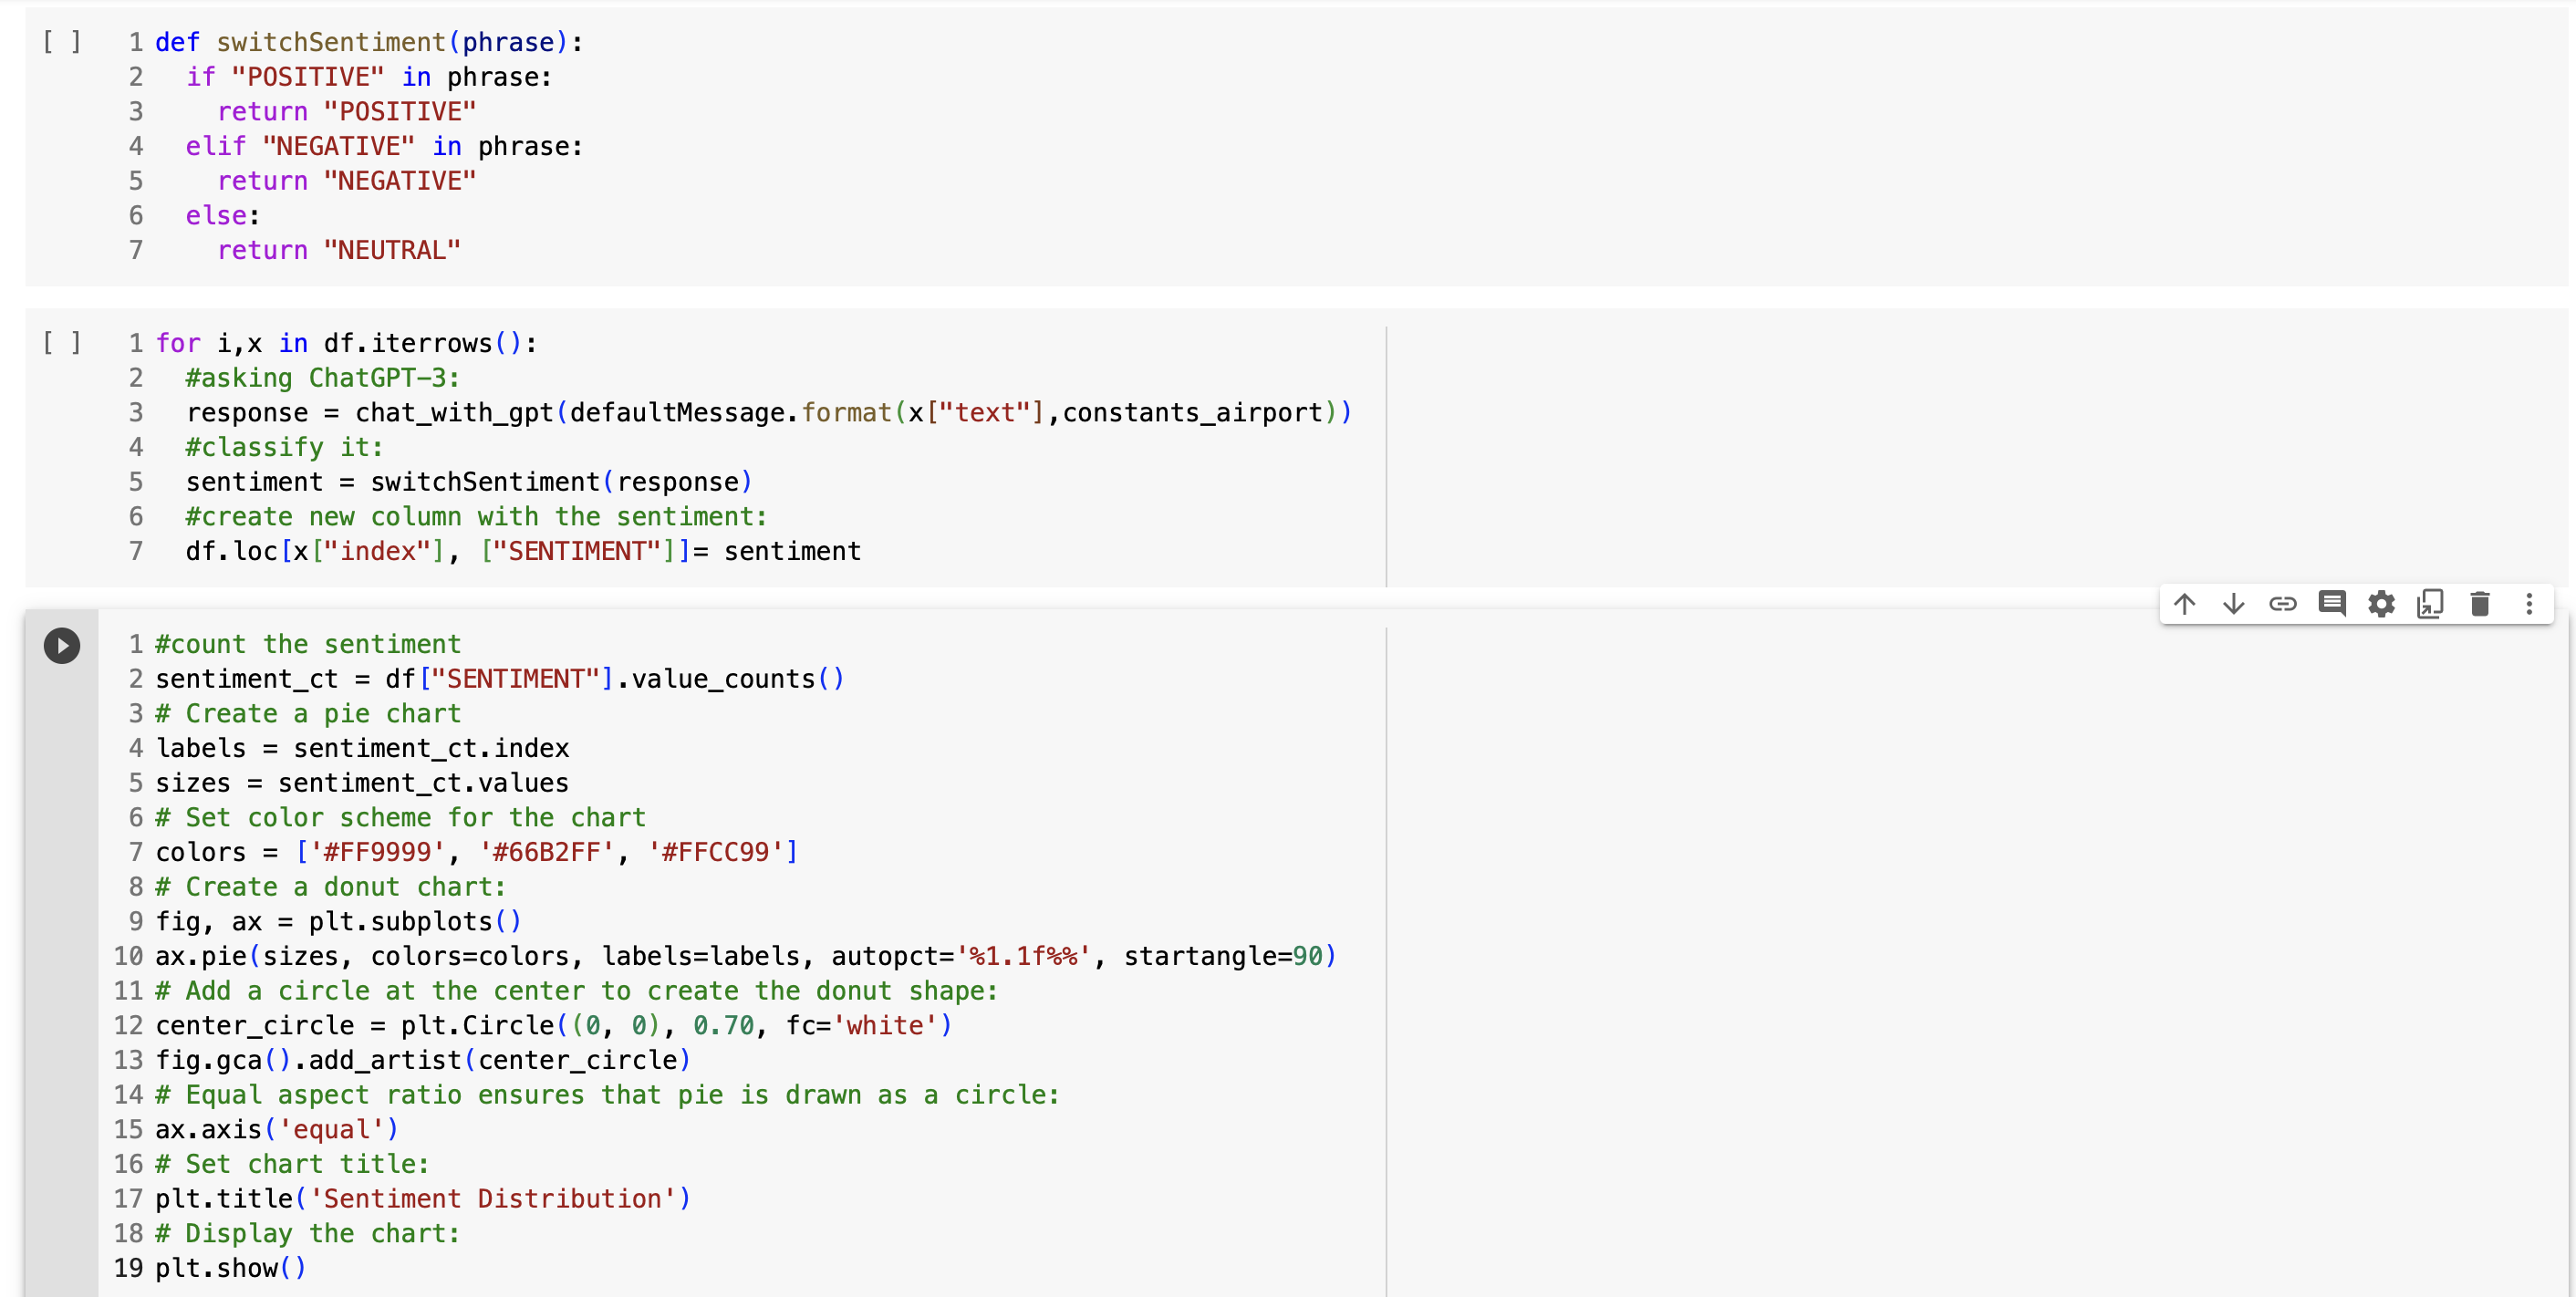 [ ] 1 def switchSentiment(phrase):
2   if "POSITIVE" in phrase:
3     return "POSITIVE"
4   elif "NEGATIVE" in phrase:
5     return "NEGATIVE"
6   else:
7     return "NEUTRAL"
[ ] 1 for i,x in df.iterrows():
2   #asking ChatGPT-3:
3   response = chat_with_gpt(defaultMessage.format(x["text"],constants_airport))
4   #classify it:
5   sentiment = switchSentiment(response)
6   #create new column with the sentiment:
7   df.loc[x["index"], ["SENTIMENT"]]= sentiment
1 #count the sentiment
2 sentiment_ct = df["SENTIMENT"].value_counts()
3 # Create a pie chart
4 labels = sentiment_ct.index
5 sizes = sentiment_ct.values
6 # Set color scheme for the chart
7 colors = ['#FF9999', '#66B2FF', '#FFCC99']
8 # Create a donut chart:
9 fig, ax = plt.subplots()
10 ax.pie(sizes, colors=colors, labels=labels, autopct='%1.1f%%', startangle=90)
11 # Add a circle at the center to create the donut shape:
12 center_circle = plt.Circle((0, 0), 0.70, fc='white')
13 fig.gca().add_artist(center_circle)
14 # Equal aspect ratio ensures that pie is drawn as a circle:
15 ax.axis('equal')
16 # Set chart title:
17 plt.title('Sentiment Distribution')
18 # Display the chart:
19 plt.show()